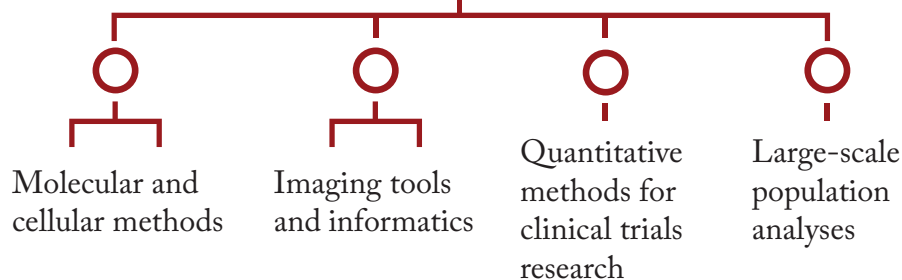 Molecular and
cellular methods
Imaging tools
and informatics
Quantitative
methods for
clinical trials
research
Large-scale
population
analyses